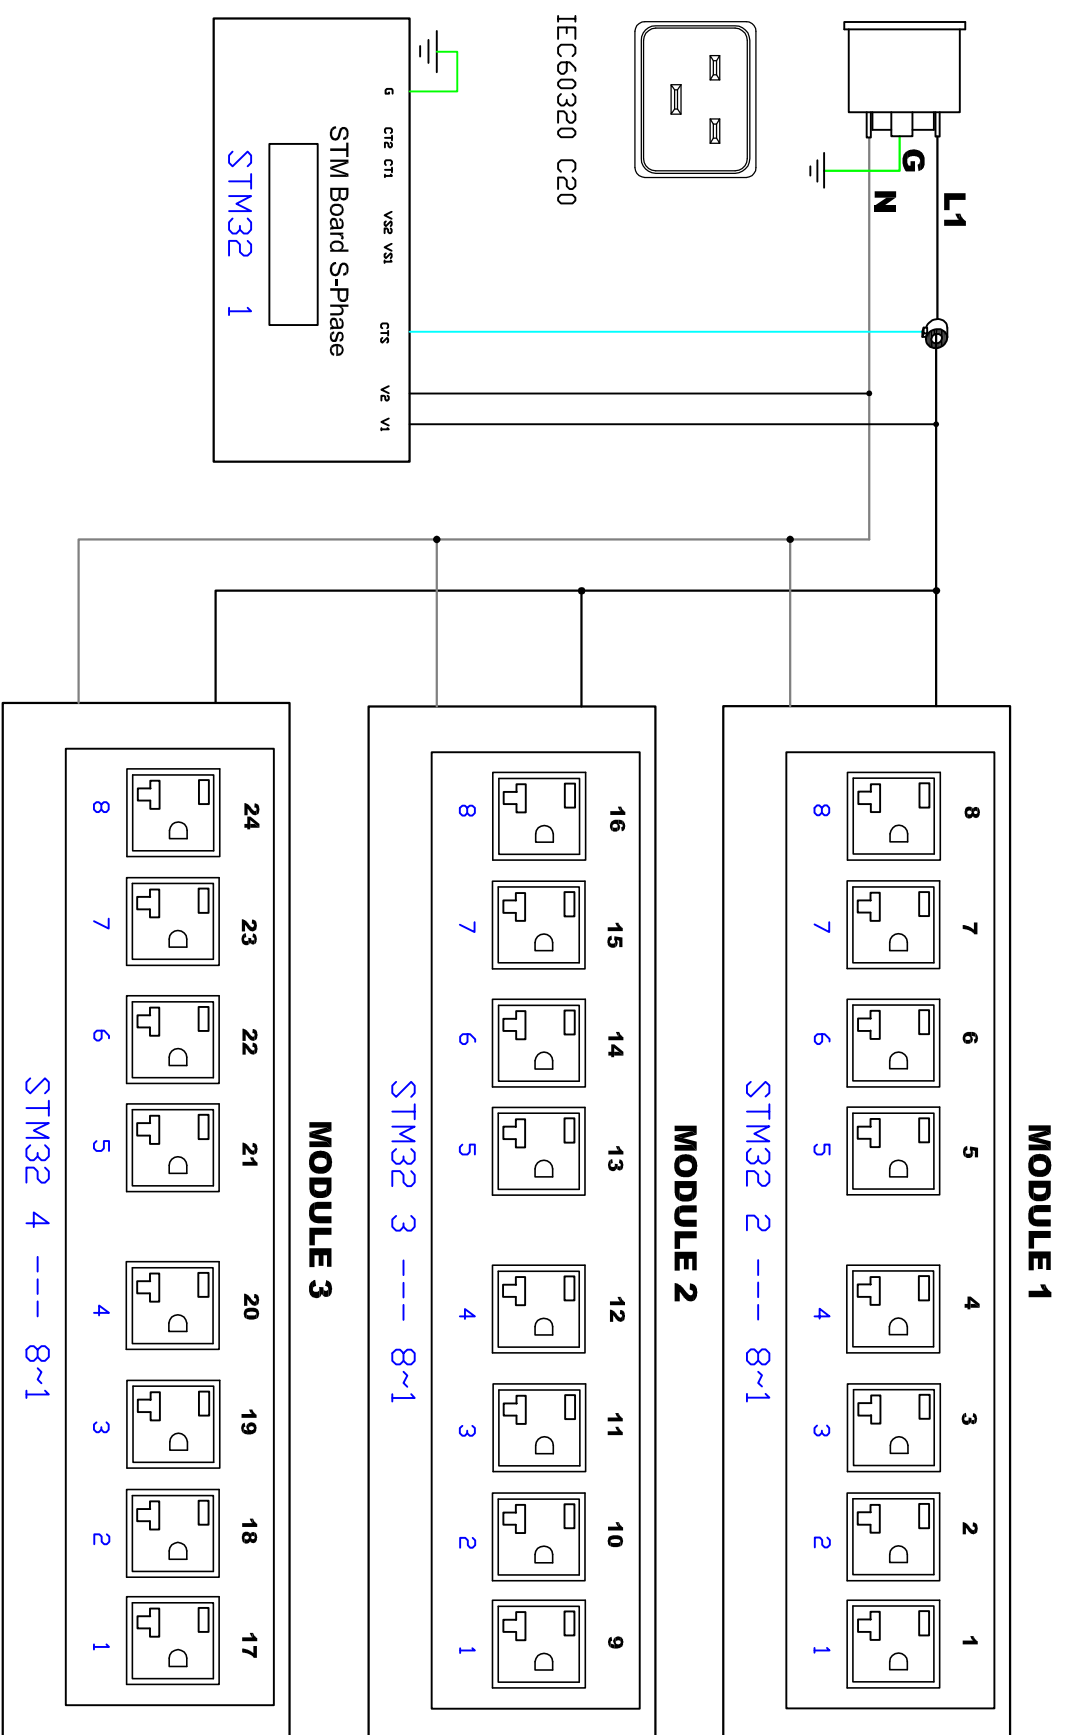 IEC60320 C20
G
N
L1
G CT2 CT1 VS2 VS1 CTS V2 V1
STM Board S-Phase
STM32 1
MODULE 1
8 7 6 5 4 3 2 1
8 7 6 5 4 3 2 1
STM32 2 --- 8~1
MODULE 2
16 15 14 13 12 11 10 9
8 7 6 5 4 3 2 1
STM32 3 --- 8~1
MODULE 3
24 23 22 21 20 19 18 17
8 7 6 5 4 3 2 1
STM32 4 --- 8~1